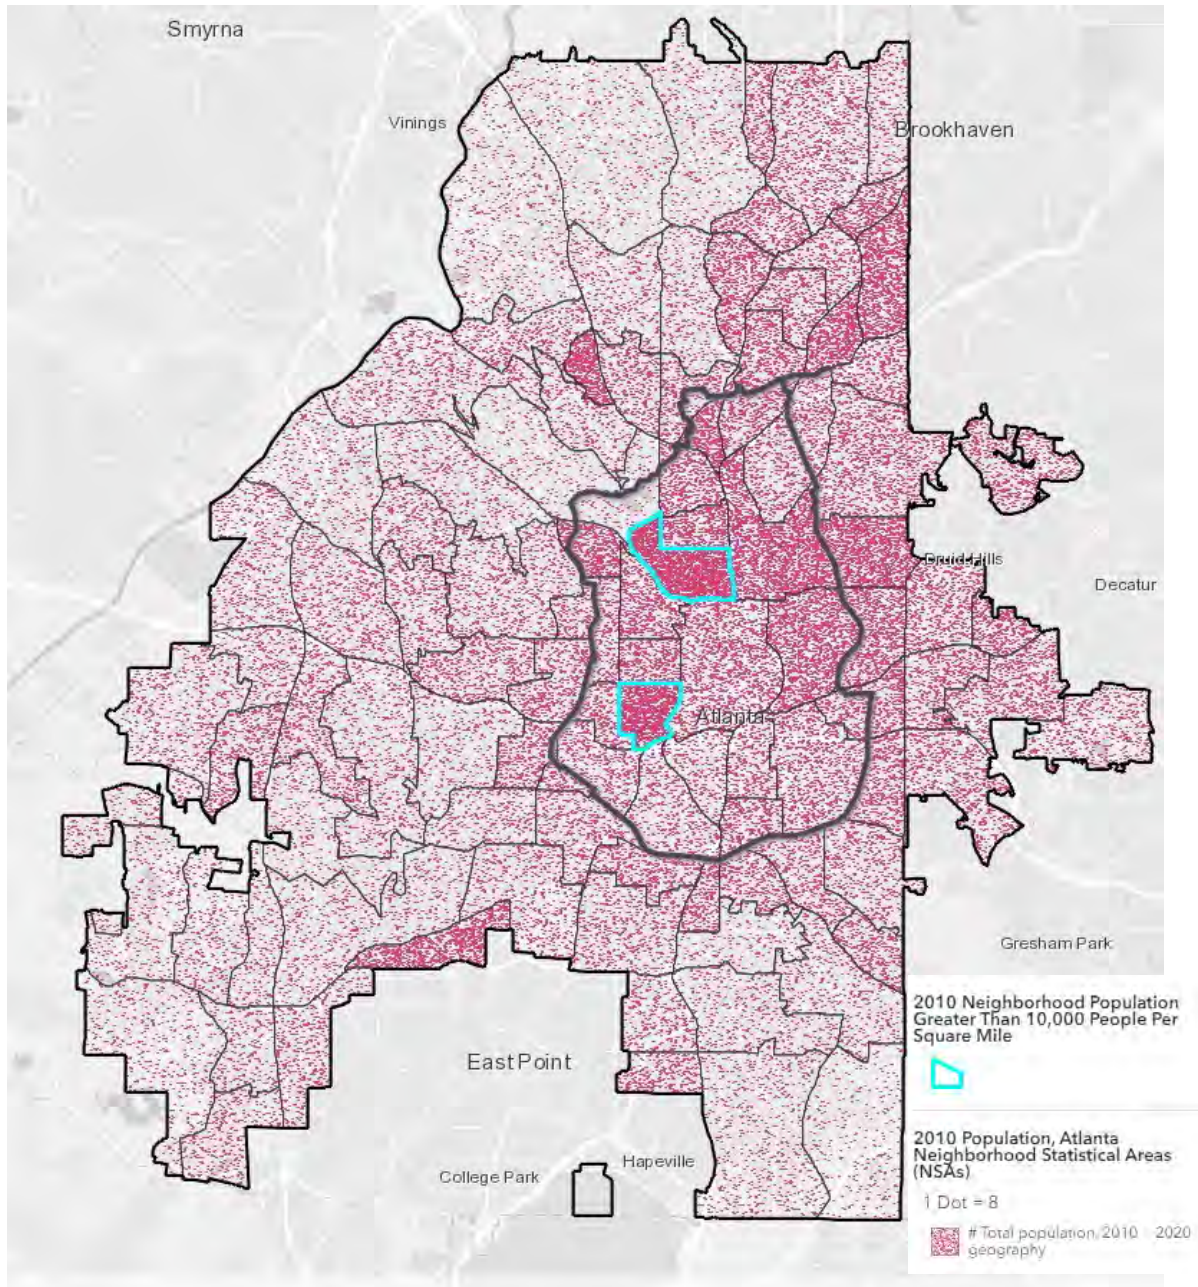 Smyrna
Vinings
Brookhaven
Druid Hills
Decatur
Atlanta
Gresham Park
East Point
College Park
Hapeville
2010 Neighborhood Population
Greater Than 10,000 People Per
Square Mile
2010 Population, Atlanta
Neighborhood Statistical Areas
(NSAs)
1 Dot = 8
# Total population, 2010 2020
geography